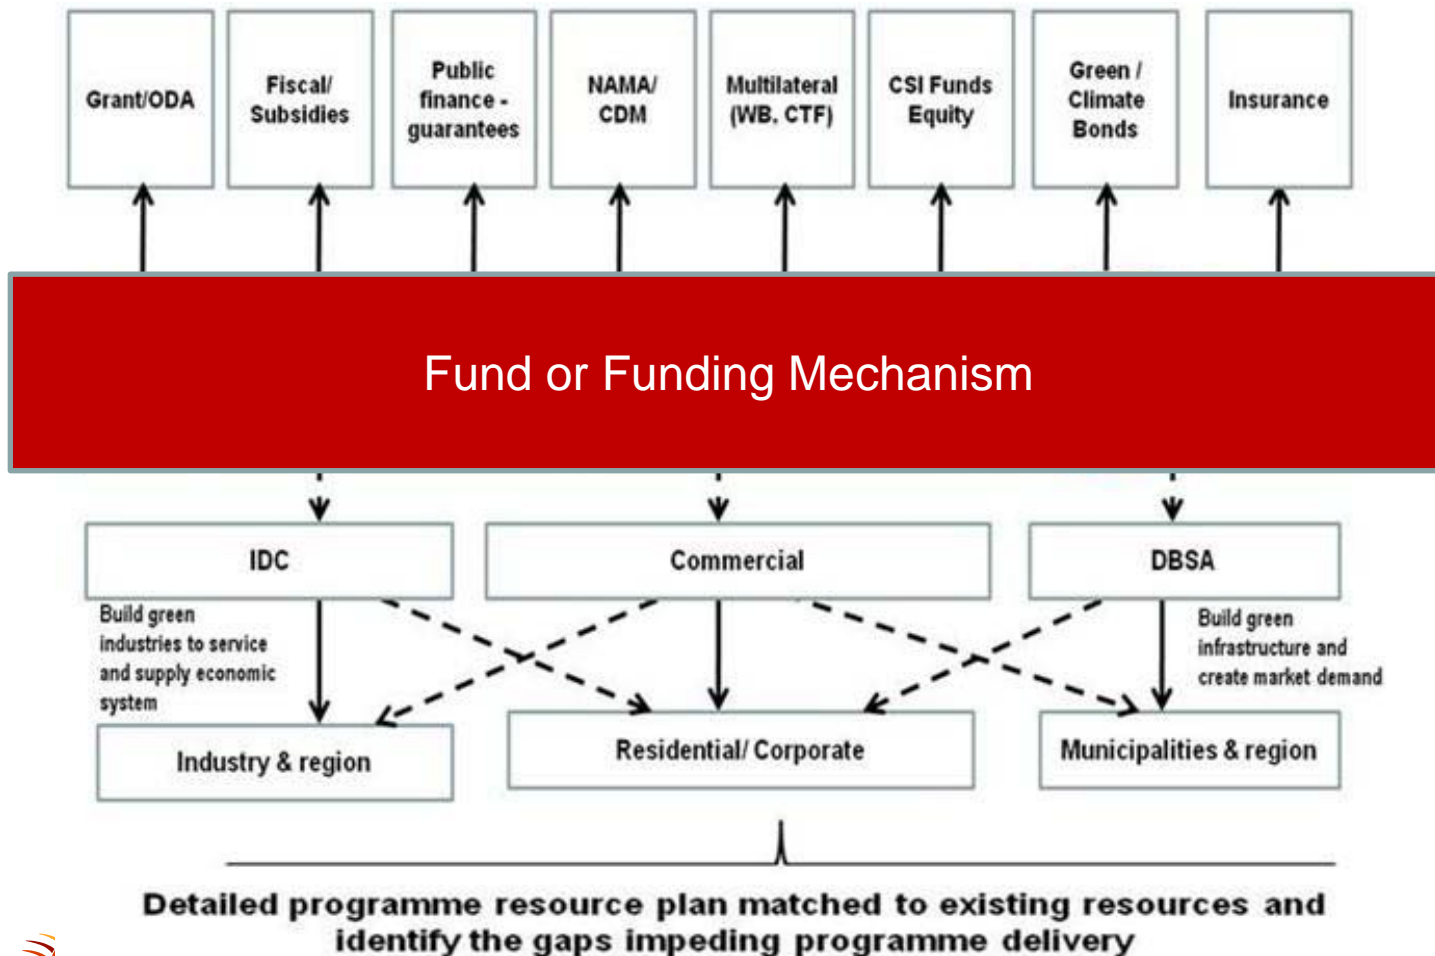 Grant/ODA
Fiscal/
Subsidies
Public
finance -
guarantees
NAMA/
CDM
Multilateral
(WB, CTF)
CSI Funds
Equity
Green /
Climate
Bonds
Insurance
Fund or Funding Mechanism
IDC
Commercial
DBSA
Build green
industries to service
and supply economic
system
Build green
infrastructure and
create market demand
Industry & region
Residential/ Corporate
Municipalities & region
Detailed programme resource plan matched to existing resources and
identify the gaps impeding programme delivery